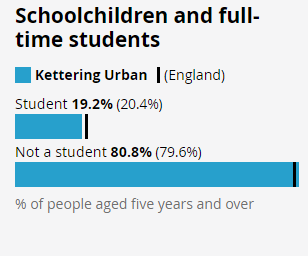 Schoolchildren and full-
time students
Kettering Urban (England)
Student 19.2% (20.4%)
Not a student 80.8% (79.6%)
% of people aged five years and over